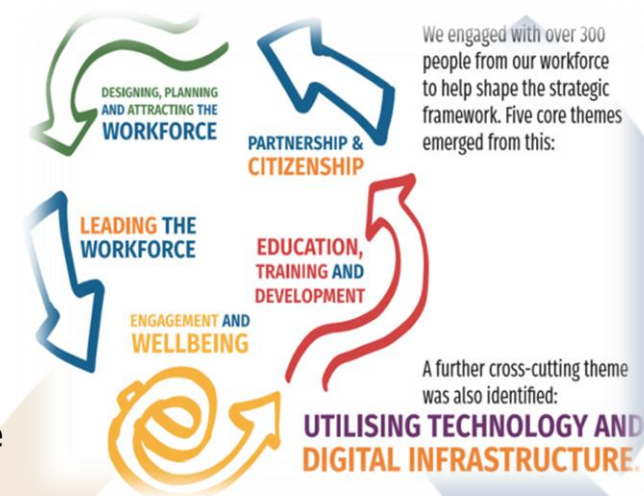 We engaged with over 300
people from our workforce
to help shape the strategic
framework. Five core themes
emerged from this:
DESIGNING, PLANNING
AND ATTRACTING THE
WORKFORCE
PARTNERSHIP &
CITIZENSHIP
LEADING THE
WORKFORCE
EDUCATION,
TRAINING AND
DEVELOPMENT
ENGAGEMENT AND
WELLBEING
A further cross-cutting theme
was also identified:
UTILISING TECHNOLOGY AND
DIGITAL INFRASTRUCTURE.